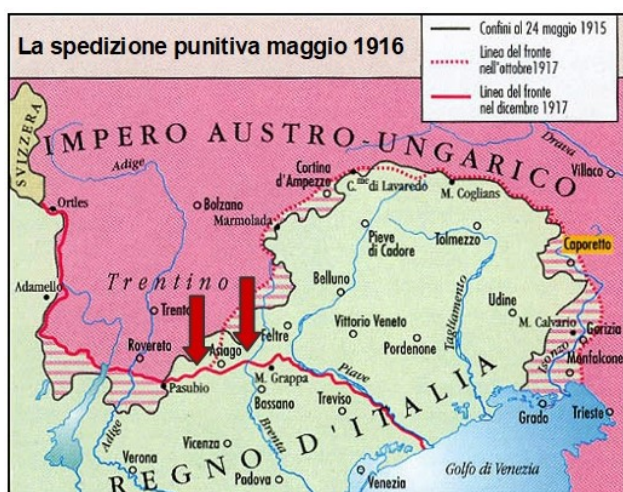 La spedizione punitiva maggio 1916
Confini al 24 maggio 1915
Linea del fronte
nell'ottobre 1917
Linea del fronte
nel dicembre 1917
SVIZZERA
IMPERO AUSTRO-UNGARICO
Adige
Drava
Villaco
Cortina
d'Ampezzo
C.me di Lavaredo
M. Coglians
Ortles
Bolzano
Marmolada
Pieve
di Cadore
Tolmezzo
Caporetto
Trentino
Adamello
Belluno
Tagliamento
Udine
Trento
Feltre
Vittorio Veneto
M. Calvario
Gorizia
Rovereto
Asiago
Pordenone
Isonzo
Monfalcone
Pasubio
M. Grappa
Piave
Bassano
Treviso
Grado
Trieste
Adige
Vicenza
Brenta
Verona
Padova
Venezia
Golfo di Venezia
REGNO D'ITALIA